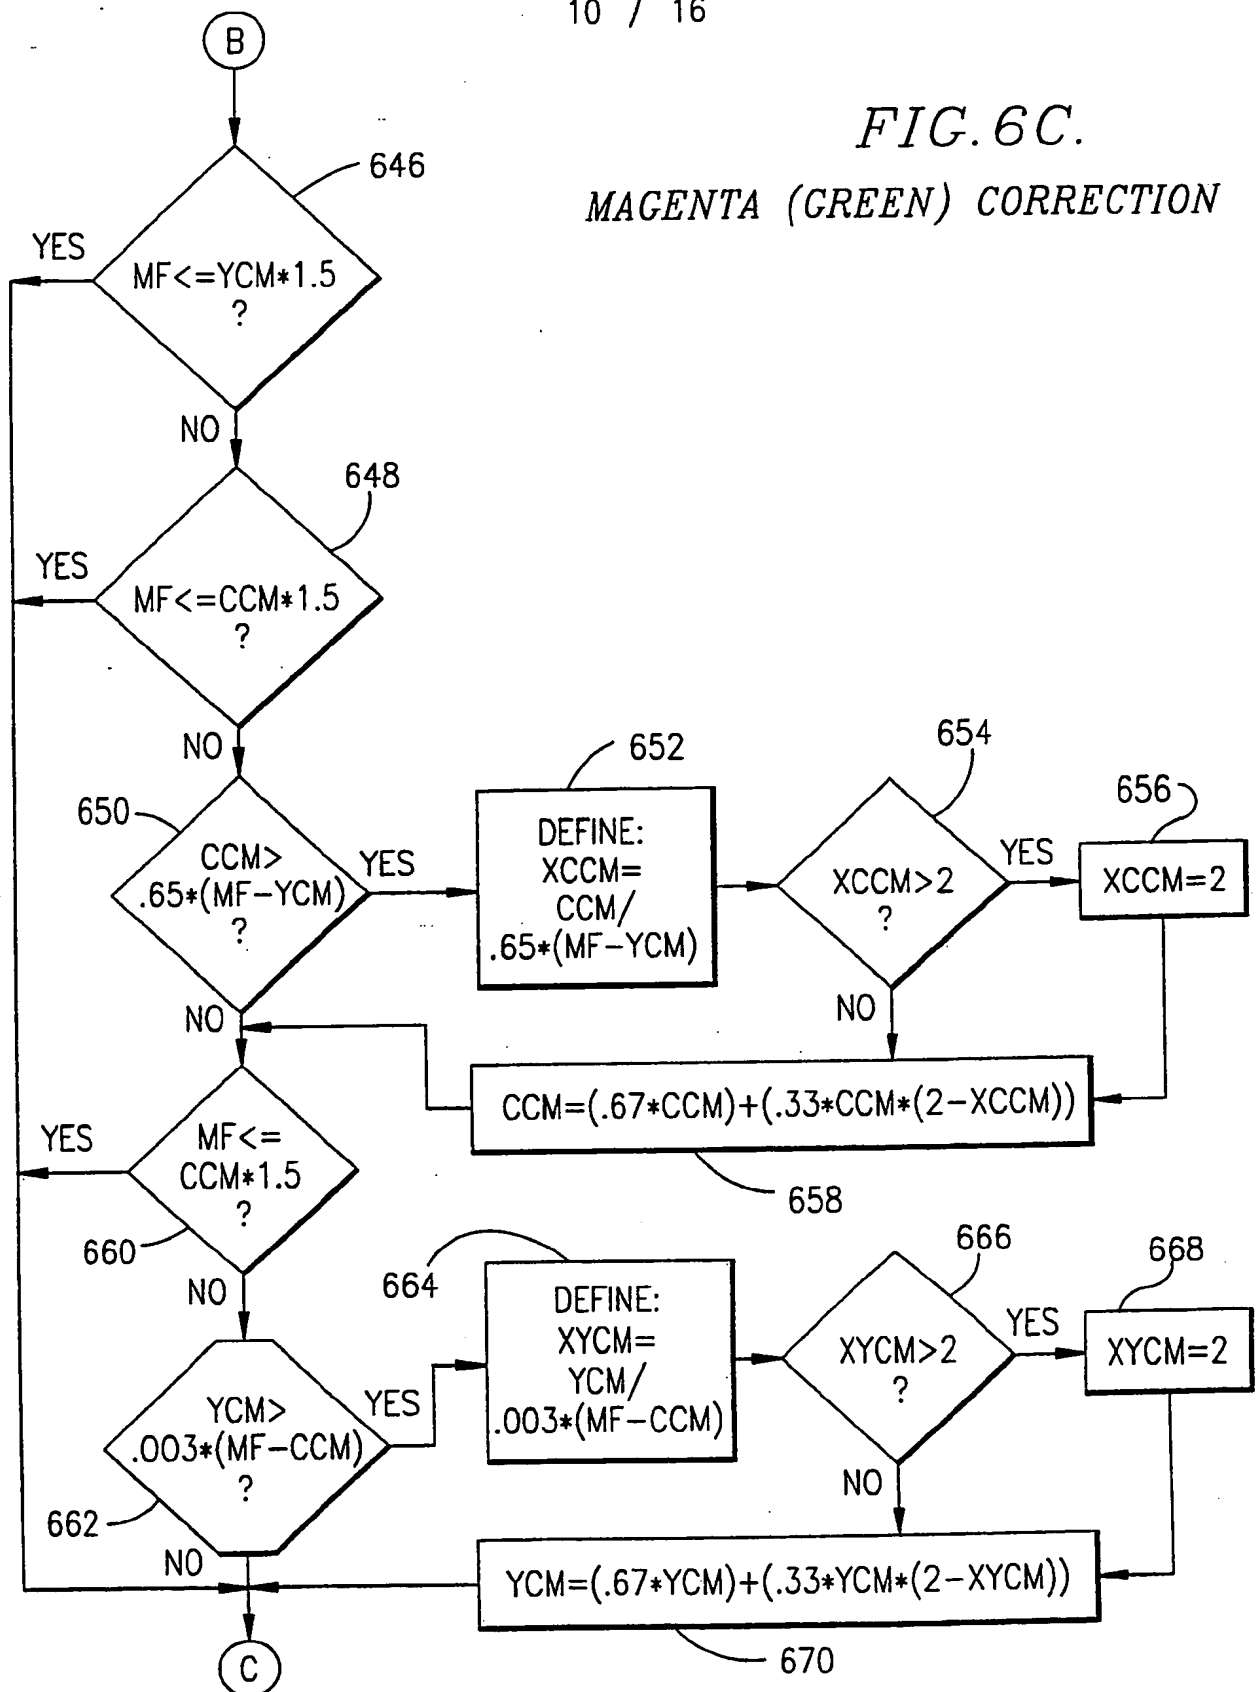 10 / 16
B
FIG. 6C.
MAGENTA (GREEN) CORRECTION
646
YES
MF<=YCM*1.5
?
NO
648
YES
MF<=CCM*1.5
?
NO
650
CCM>
.65*(MF-YCM)
?
YES
NO
652
DEFINE:
XCCM=
CCM/
.65*(MF-YCM)
654
XCCM>2
?
YES
NO
656
XCCM=2
CCM=(.67*CCM)+(.33*CCM*(2-XCCM))
658
YES
MF<=
CCM*1.5
?
660
NO
YCM>
.003*(MF-CCM)
?
YES
662
NO
664
DEFINE:
XYCM=
YCM/
.003*(MF-CCM)
666
XYCM>2
?
YES
NO
668
XYCM=2
YCM=(.67*YCM)+(.33*YCM*(2-XYCM))
670
C